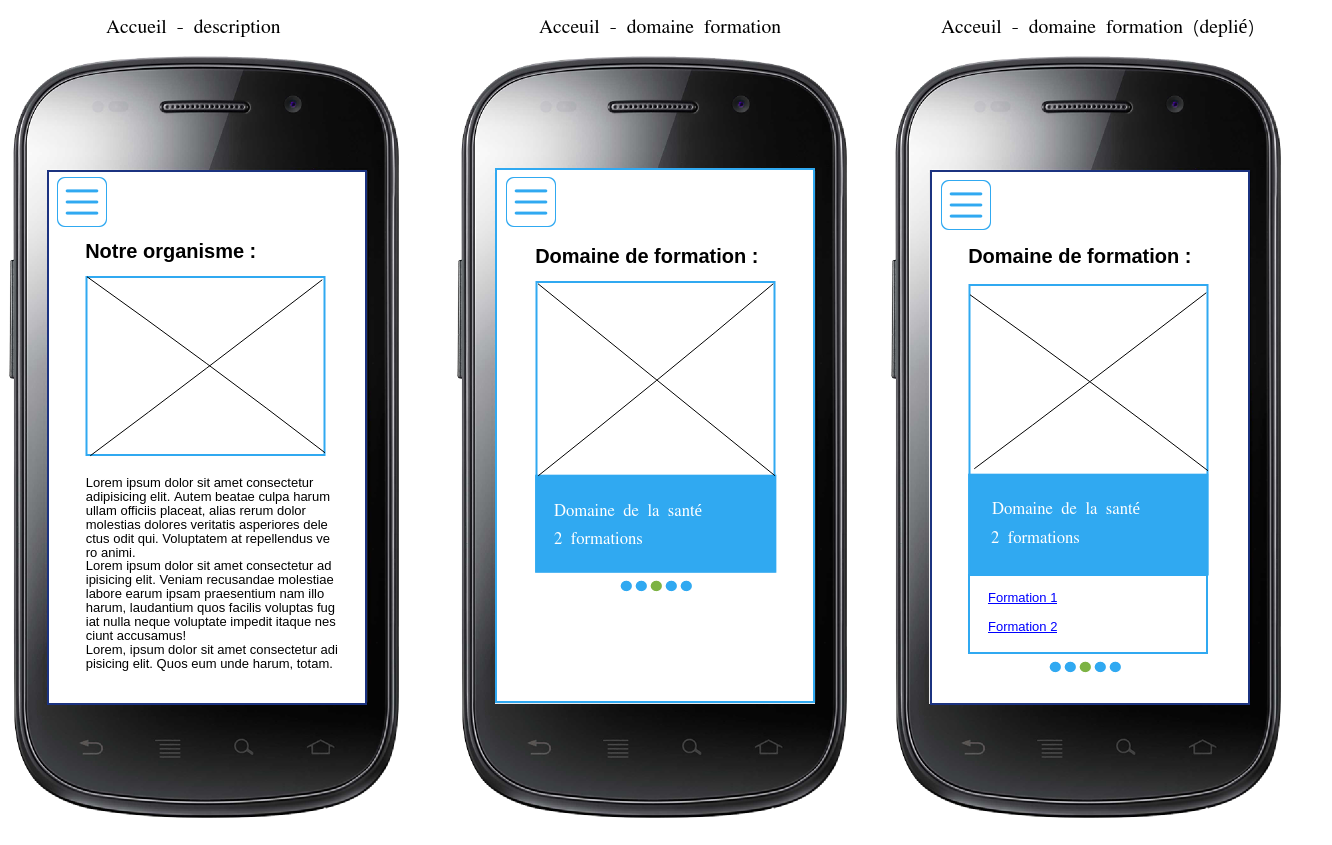 Accueil - description
Notre organisme :
Lorem ipsum dolor sit amet consectetur
adipisicing elit. Autem beatae culpa harum
ullam officiis placeat, alias rerum dolor
molestias dolores veritatis asperiores dele
ctus odit qui. Voluptatem at repellendus ve
ro animi.
Lorem ipsum dolor sit amet consectetur ad
ipisicing elit. Veniam recusandae molestiae
labore earum ipsam praesentium nam illo
harum, laudantium quos facilis voluptas fug
iat nulla neque voluptate impedit itaque nes
ciunt accusamus!
Lorem, ipsum dolor sit amet consectetur adi
pisicing elit. Quos eum unde harum, totam.
Acceuil - domaine formation
Domaine de formation :
Domaine de la santé
2 formations
Acceuil - domaine formation (deplié)
Domaine de formation :
Domaine de la santé
2 formations
Formation 1
Formation 2